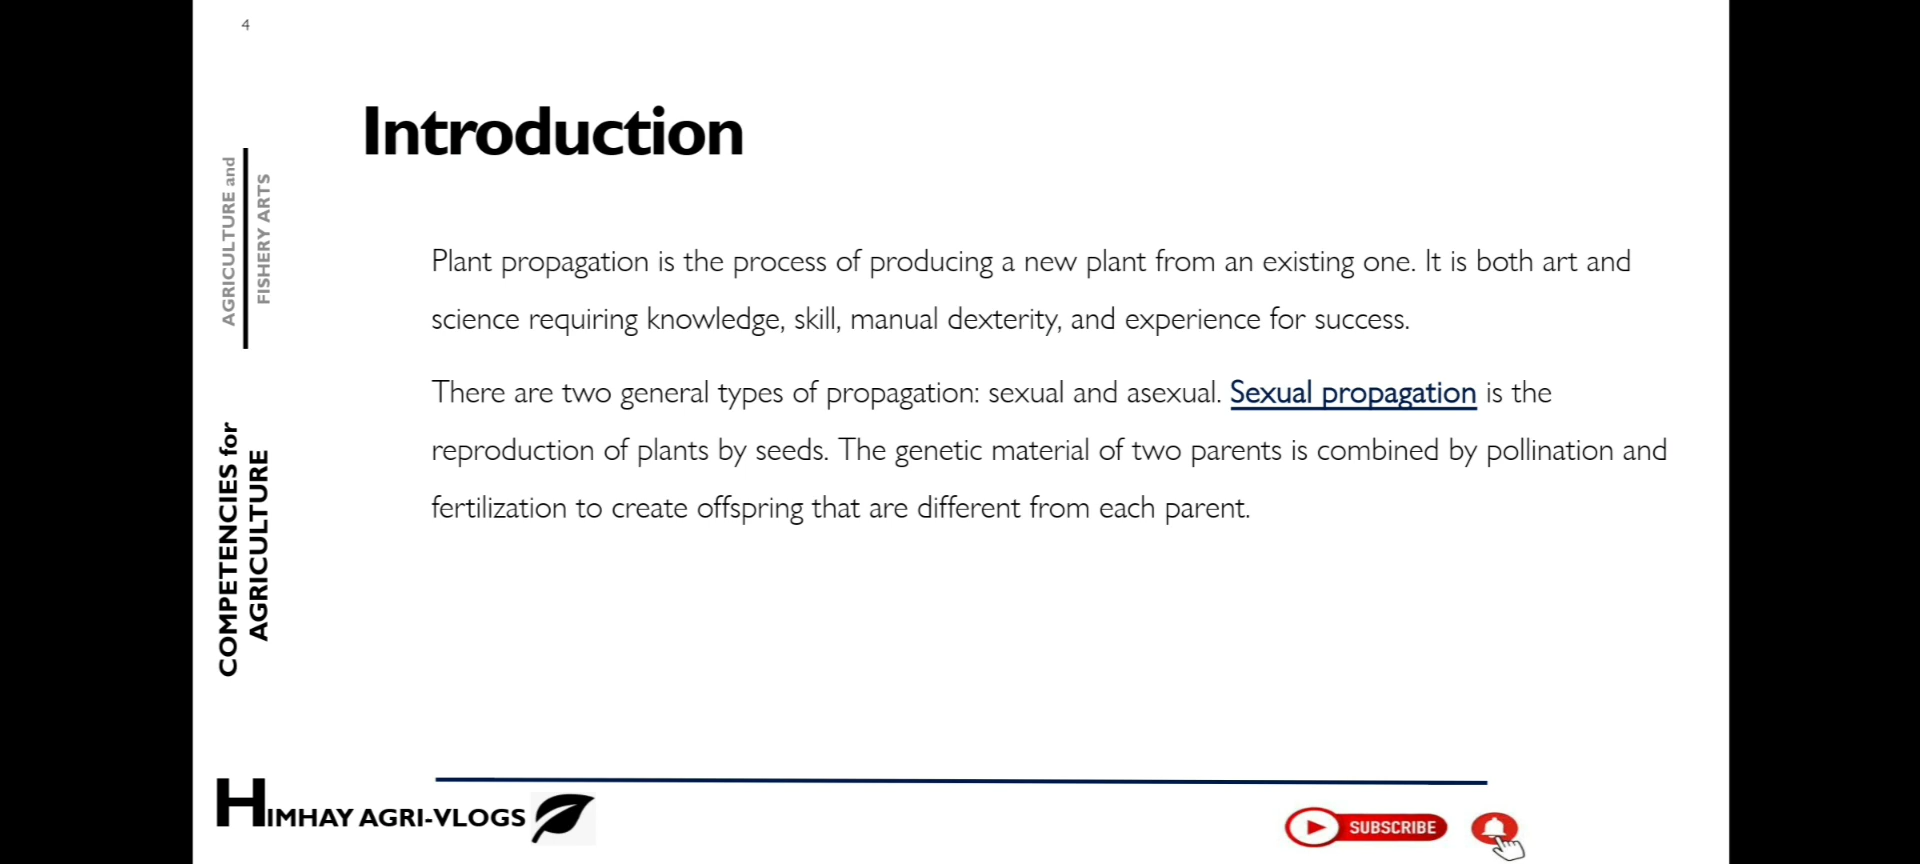 4
Introduction
AGRICULTURE and
FISHERY ARTS
Plant propagation is the process of producing a new plant from an existing one. It is both art and
science requiring knowledge, skill, manual dexterity, and experience for success.
There are two general types of propagation: sexual and asexual. Sexual propagation is the
reproduction of plants by seeds. The genetic material of two parents is combined by pollination and
fertilization to create offspring that are different from each parent.
COMPETENCIES for
AGRICULTURE
HIMHAY AGRI-VLOGS
SUBSCRIBE